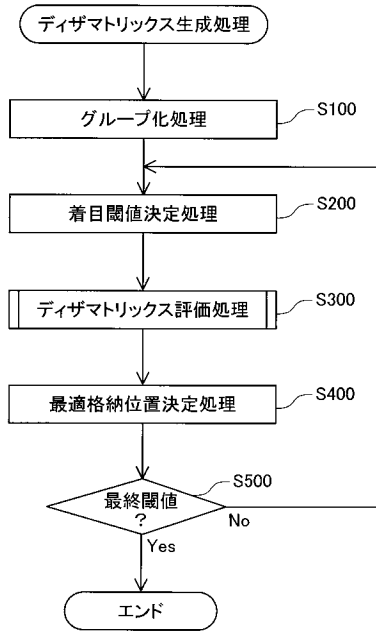 ディザマトリックス生成処理
グループ化処理
S100
着目閾値決定処理
S200
ディザマトリックス評価処理
S300
最適格納位置決定処理
S400
最終閾値
?
S500
No
Yes
エンド